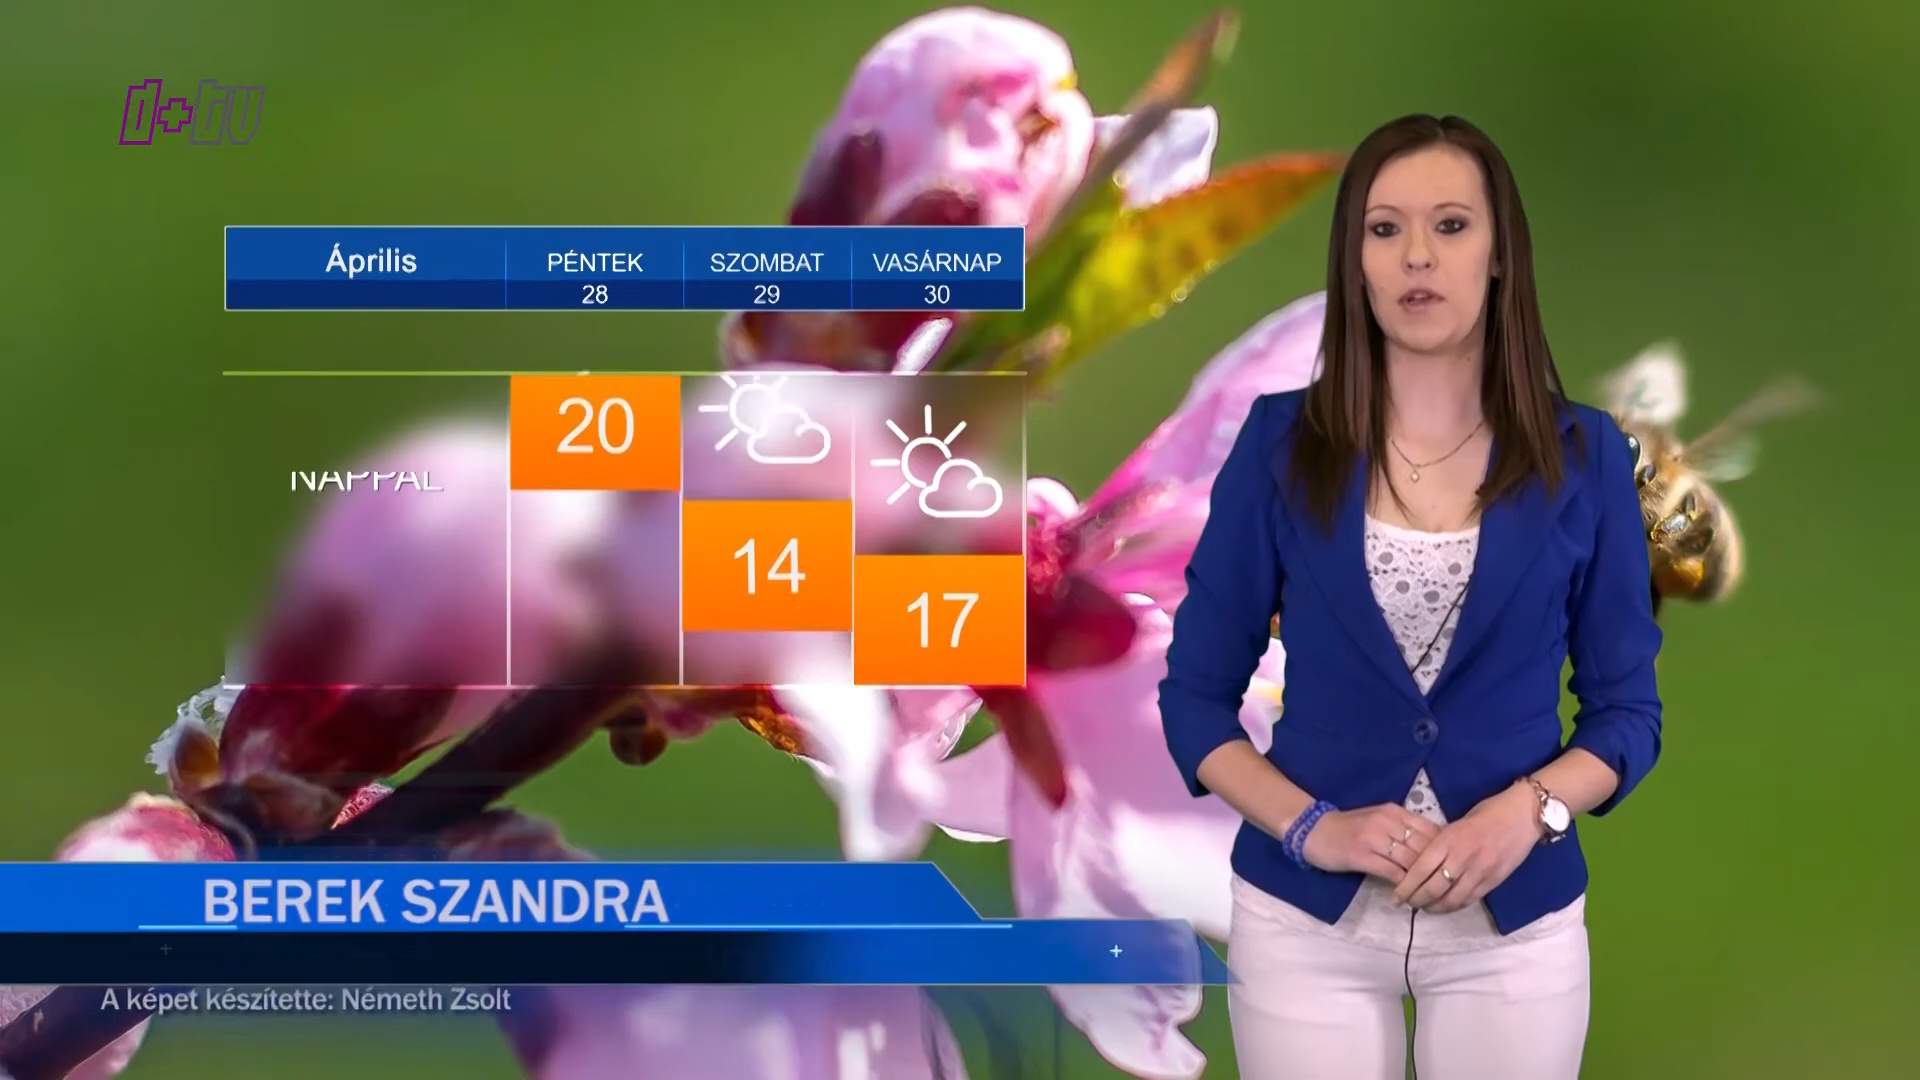 d+tv
Április PÉNTEK SZOMBAT VASÁRNAP
28 29 30
NAPPAL
20
14
17
BEREK SZANDRA
A képet készítette: Németh Zsolt